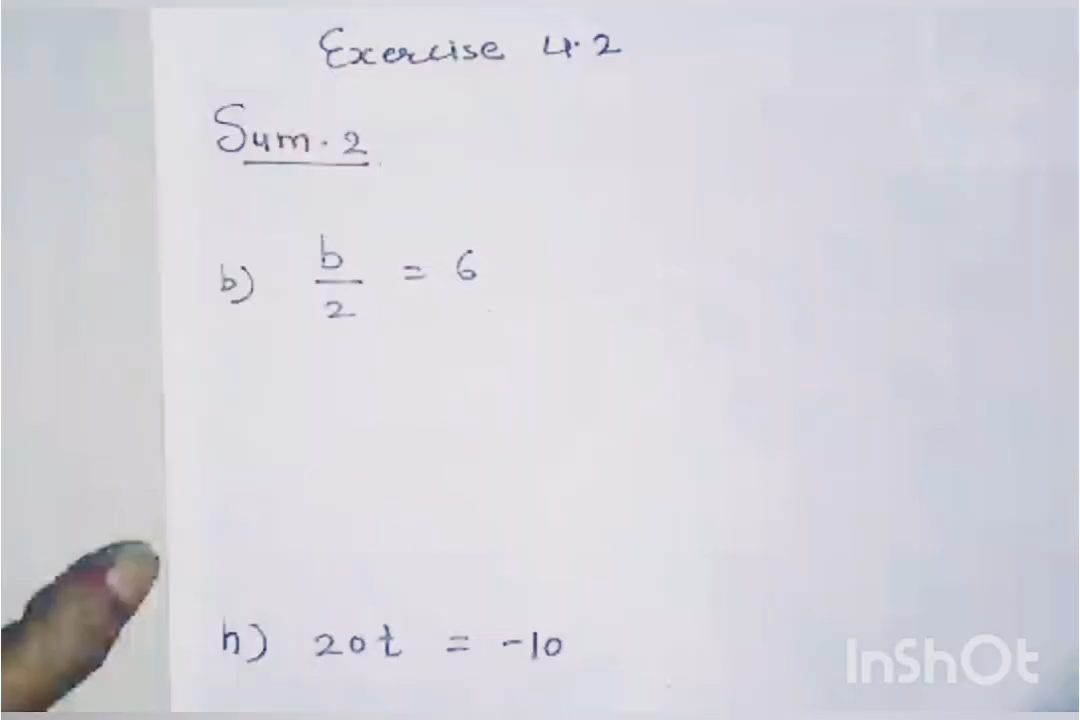 Exercise 4.2
Sum. 2
b) b/2 = 6
h) 20t = -10
InShOt